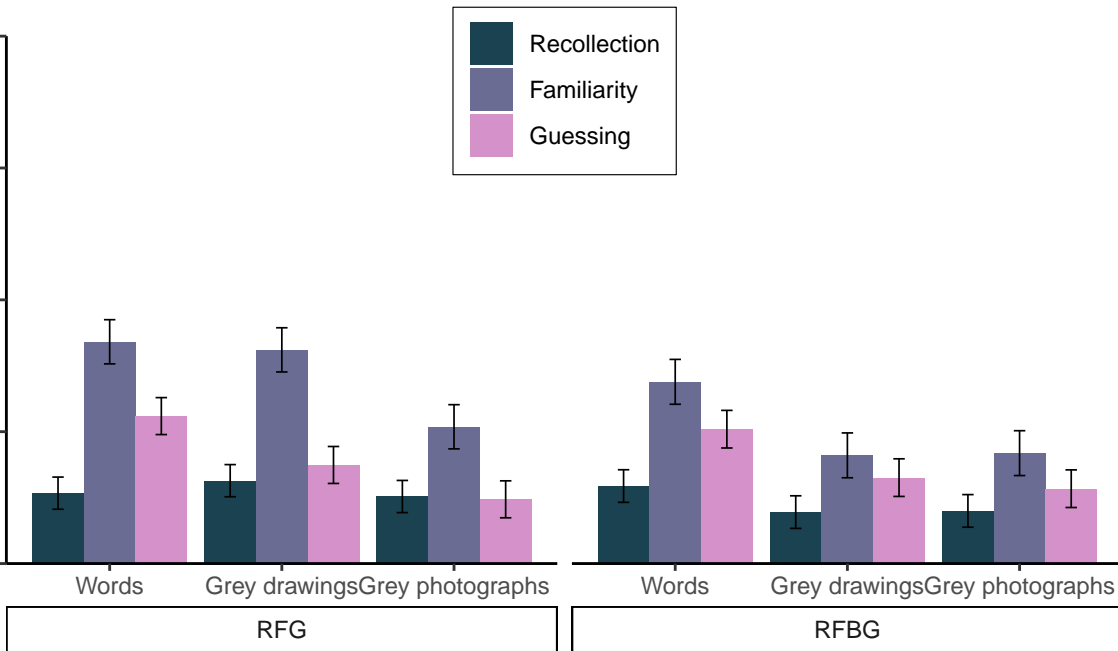 Recollection
Familiarity
Guessing
Words Grey drawings Grey photographs Words Grey drawings Grey photographs
RFG RFBG